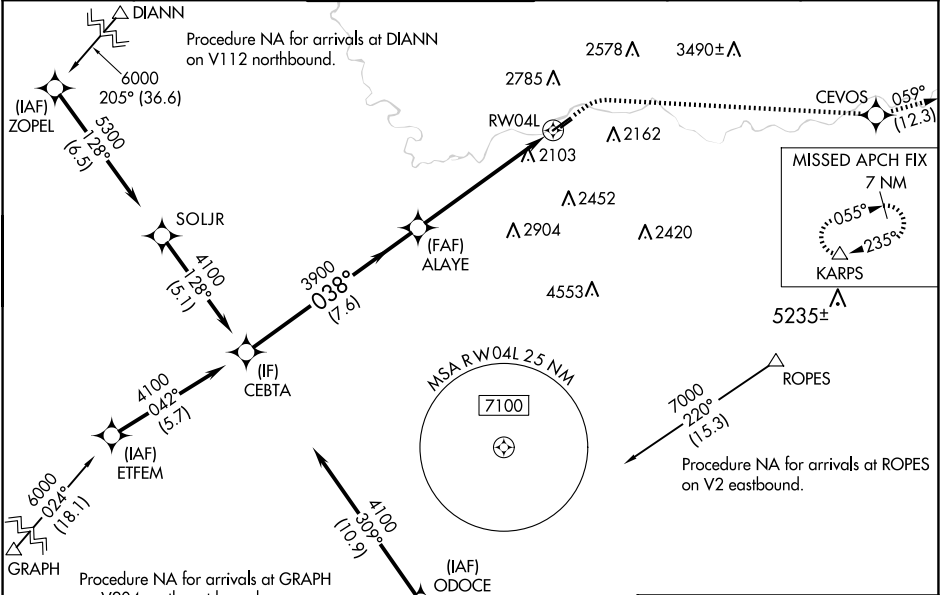 DIANN
Procedure NA for arrivals at DIANN
on V112 northbound.
6000
205° (36.6)
(IAF)
ZOPEL
5300
128°
(6.5)
SOLJR
4100
128°
(5.1)
2578
3490±
2785
RW04L
2103
2162
CEVOS
059°
(12.3)
MISSED APCH FIX
7 NM
055°
235°
KARPS
2452
2904
2420
(FAF)
ALAYE
3900
038°
(7.6)
4553
5235±
(IF)
CEBTA
4100
042°
(5.7)
(IAF)
ETFEM
6000
024°
(18.1)
GRAPH
MSA RW04L 25 NM
7100
ROPES
7000
220°
(15.3)
Procedure NA for arrivals at ROPES
on V2 eastbound.
4100
309°
(10.9)
(IAF)
ODOCE
Procedure NA for arrivals at GRAPH